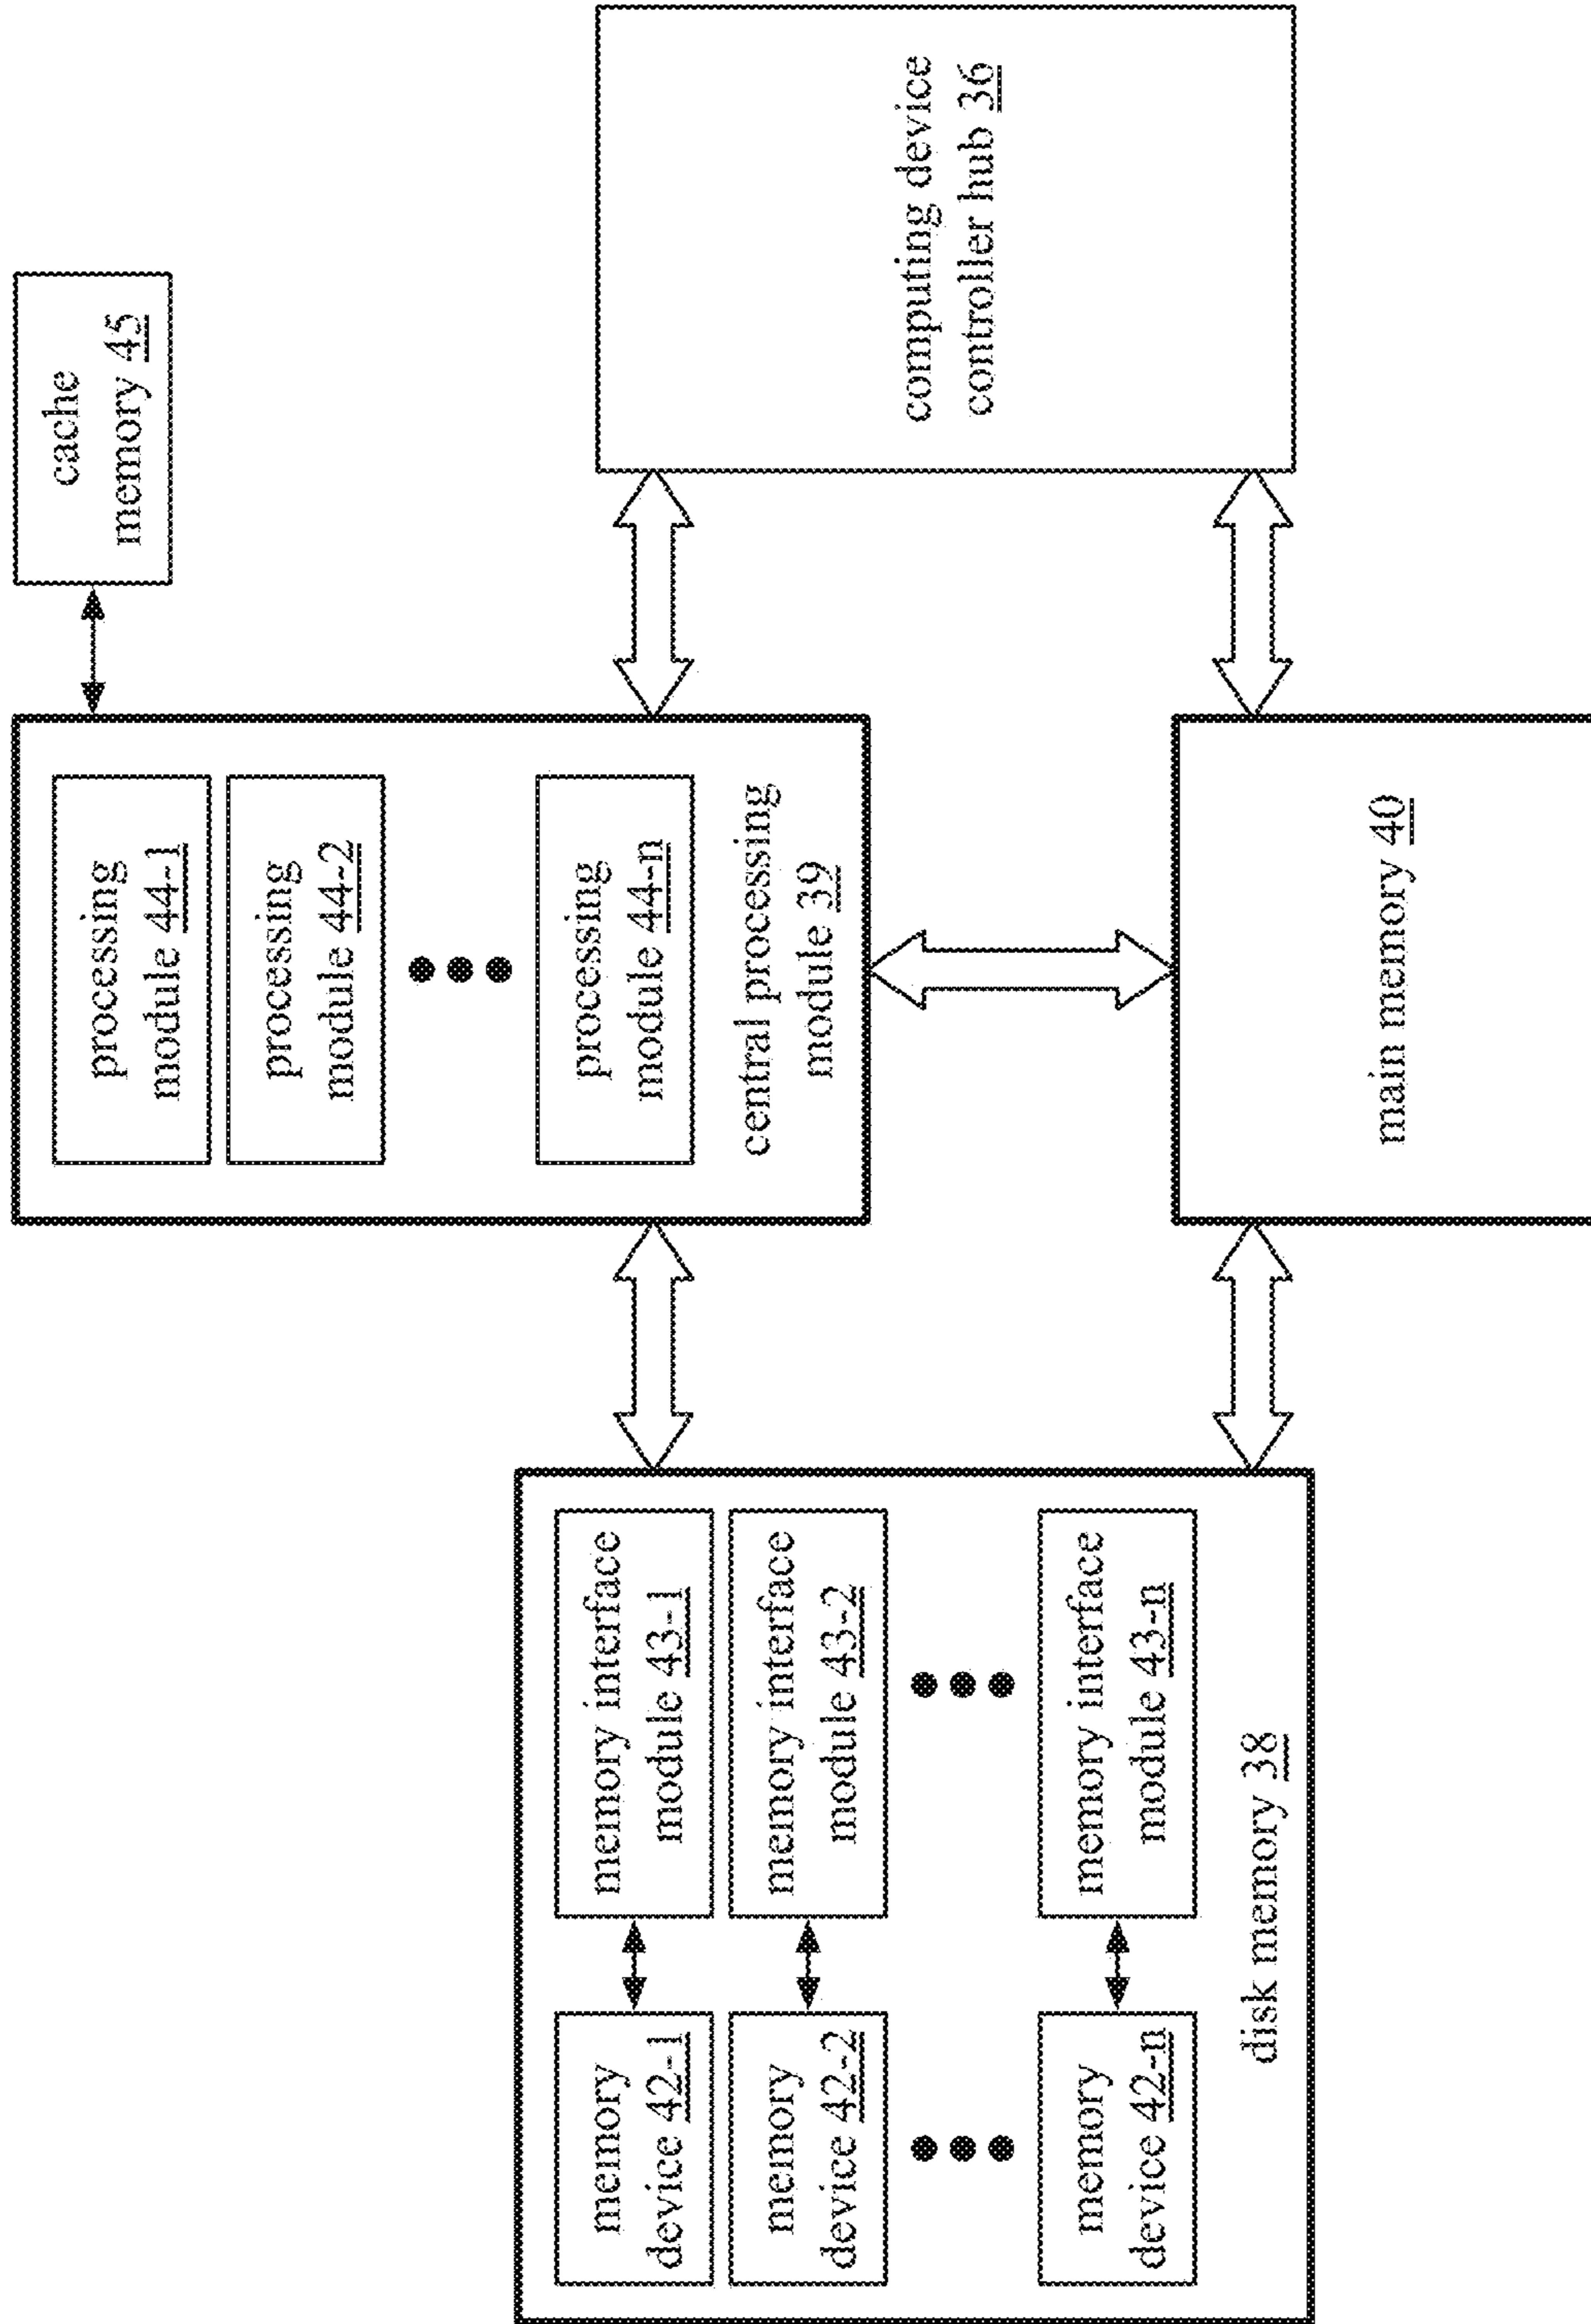 cache
memory 45
processing
module 44-1
processing
module 44-2
processing
module 44-n
central processing
module 39
memory interface
module 43-1
memory interface
module 43-2
memory interface
module 43-n
memory
device 42-1
memory
device 42-2
memory
device 42-n
disk memory 38
main memory 40
computing device
controller hub 36